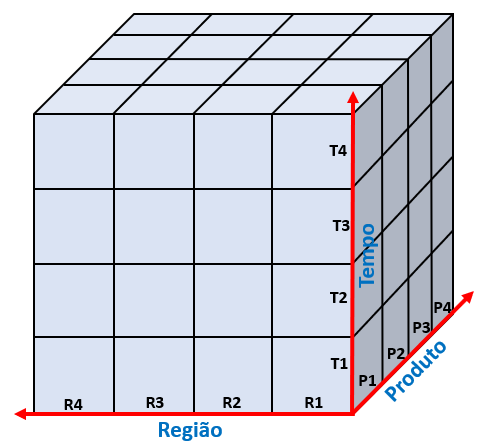 T4
T3
Tempo
T2
T1
P4
P3
P2
P1
R4
R3
R2
R1
Produto
Região